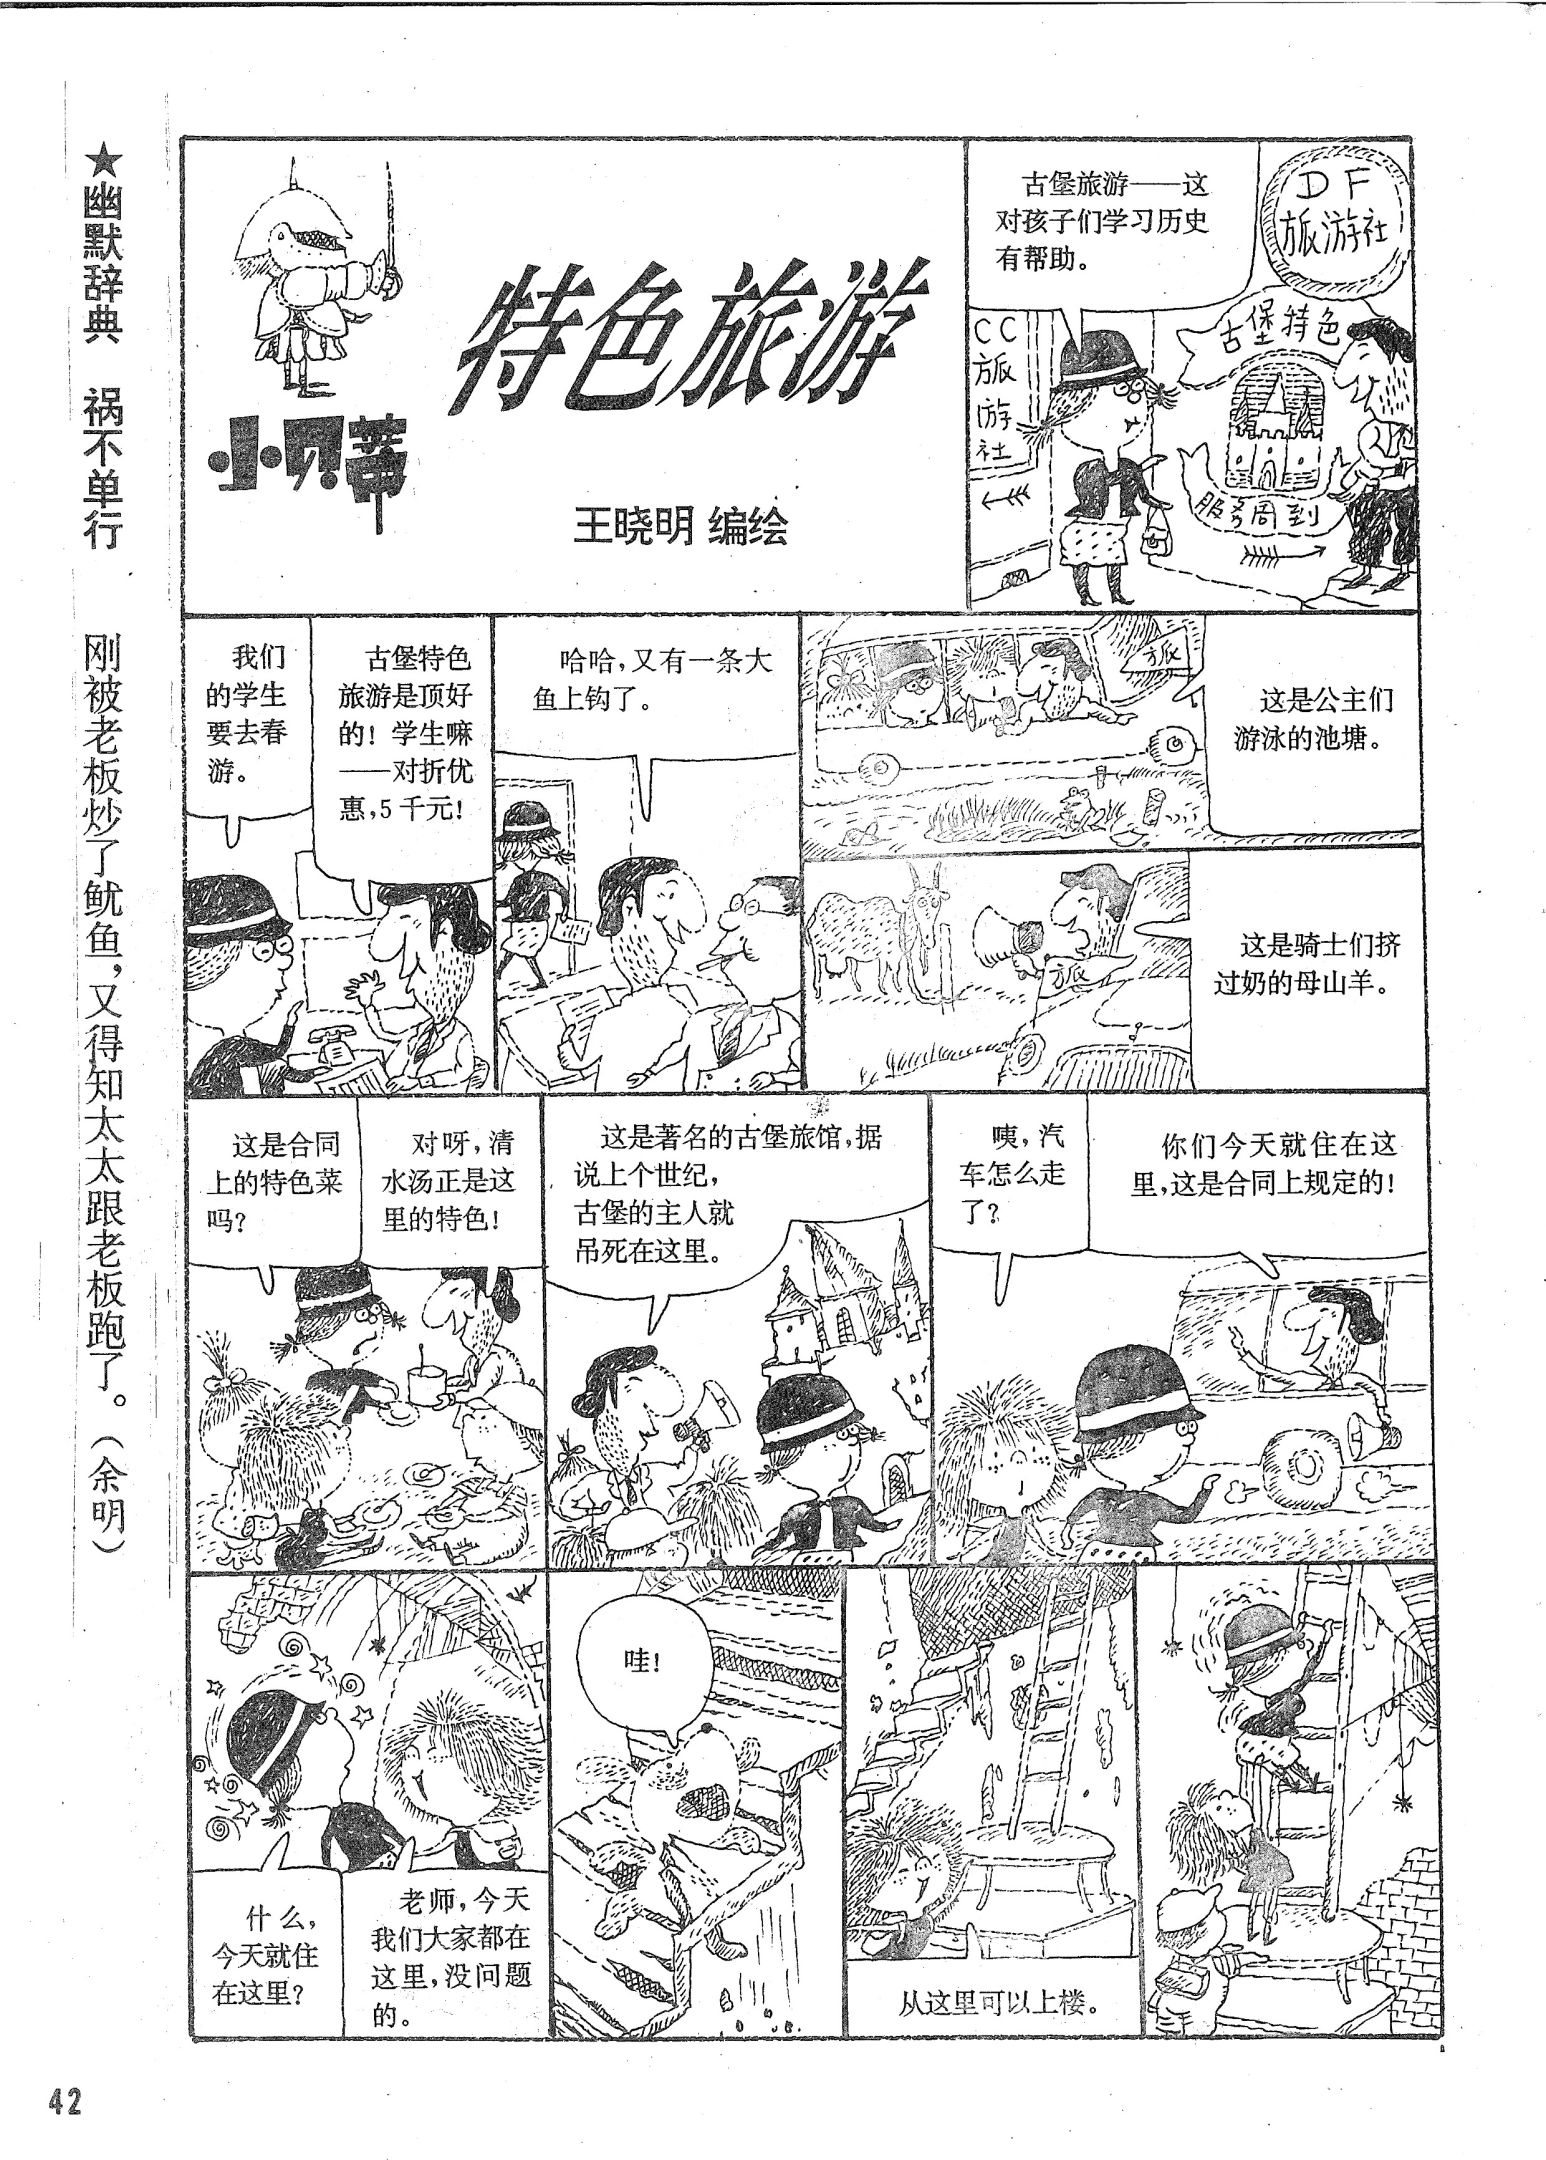 ★幽默辞典 祸不单行 刚被老板炒了鱿鱼，又得知太太跟老板跑了。（余明）
小贝蒂
特色旅游
王晓明 编绘
古堡旅游——这
对孩子们学习历史
有帮助。
DF
旅游社
CC
旅
游
社
古堡特色
服务周到
我们
的学生
要去春
游。
古堡特色
旅游是顶好
的！学生嘛
——对折优
惠，5千元！
哈哈，又有一条大
鱼上钩了。
旅
这是公主们
游泳的池塘。
旅
这是骑士们挤
过奶的母山羊。
这是合同
上的特色菜
吗？
对呀，清
水汤正是这
里的特色！
这是著名的古堡旅馆，据
说上个世纪，
古堡的主人就
吊死在这里。
咦，汽
车怎么走
了？
你们今天就住在这
里，这是合同上规定的！
什么，
今天就住
在这里？
老师，今天
我们大家都在
这里，没问题
的。
哇！
从这里可以上楼。
42